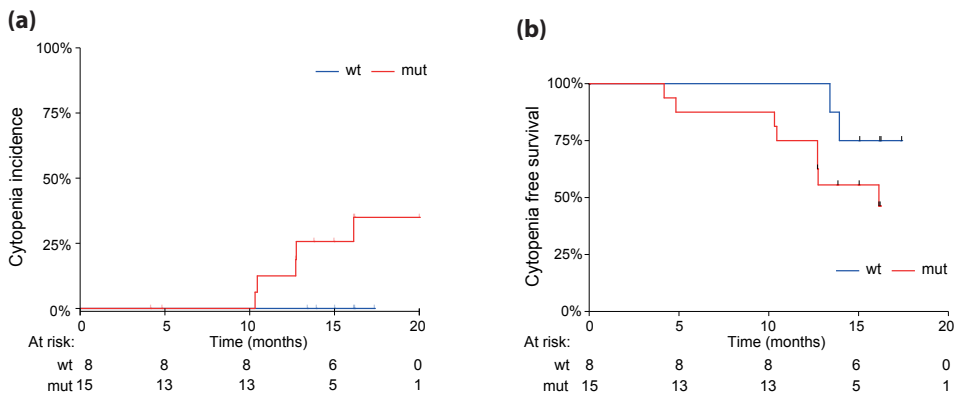 (a)
100%
75%
50%
25%
0%
Cytopenia incidence
wt mut
0 5 10 15 20
At risk: Time (months)
wt 8 8 8 6 0
mut 15 13 13 5 1
(b)
100%
75%
50%
25%
0%
Cytopenia free survival
wt mut
0 5 10 15 20
At risk: Time (months)
wt 8 8 8 6 0
mut 15 13 13 5 1